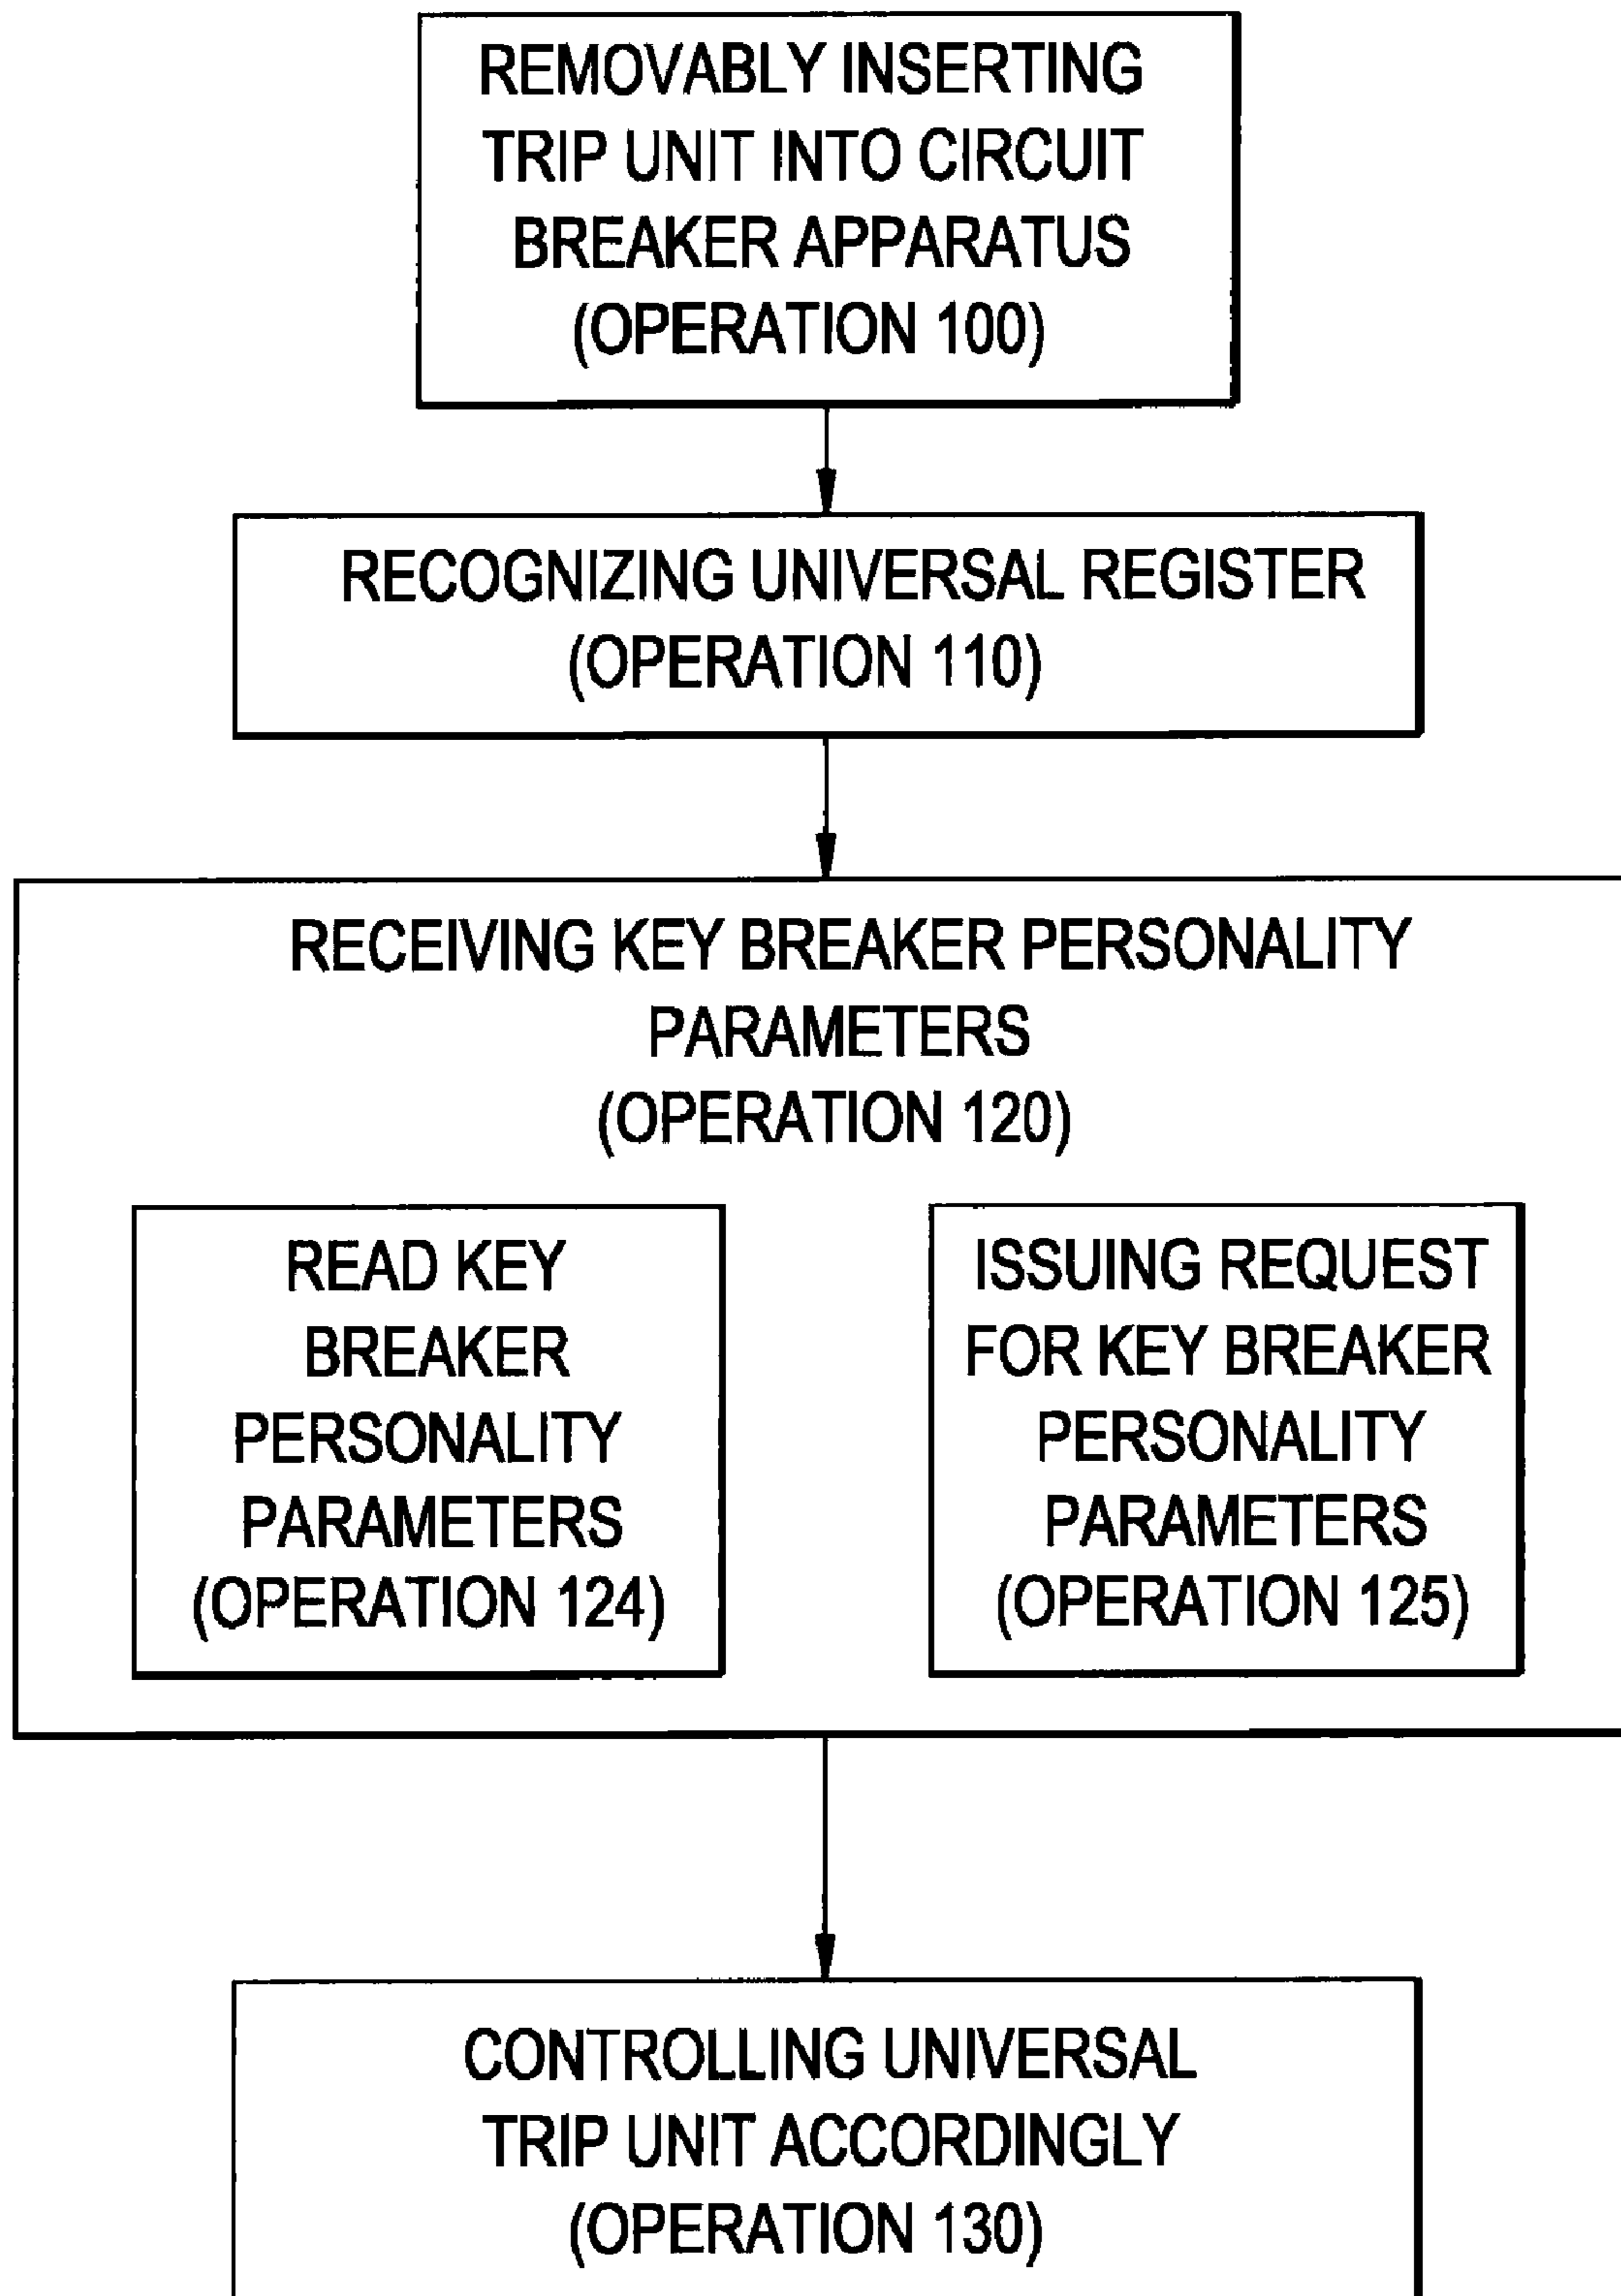 REMOVABLY INSERTING
TRIP UNIT INTO CIRCUIT
BREAKER APPARATUS
(OPERATION 100)
RECOGNIZING UNIVERSAL REGISTER
(OPERATION 110)
RECEIVING KEY BREAKER PERSONALITY
PARAMETERS
(OPERATION 120)
READ KEY
BREAKER
PERSONALITY
PARAMETERS
(OPERATION 124)
ISSUING REQUEST
FOR KEY BREAKER
PERSONALITY
PARAMETERS
(OPERATION 125)
CONTROLLING UNIVERSAL
TRIP UNIT ACCORDINGLY
(OPERATION 130)